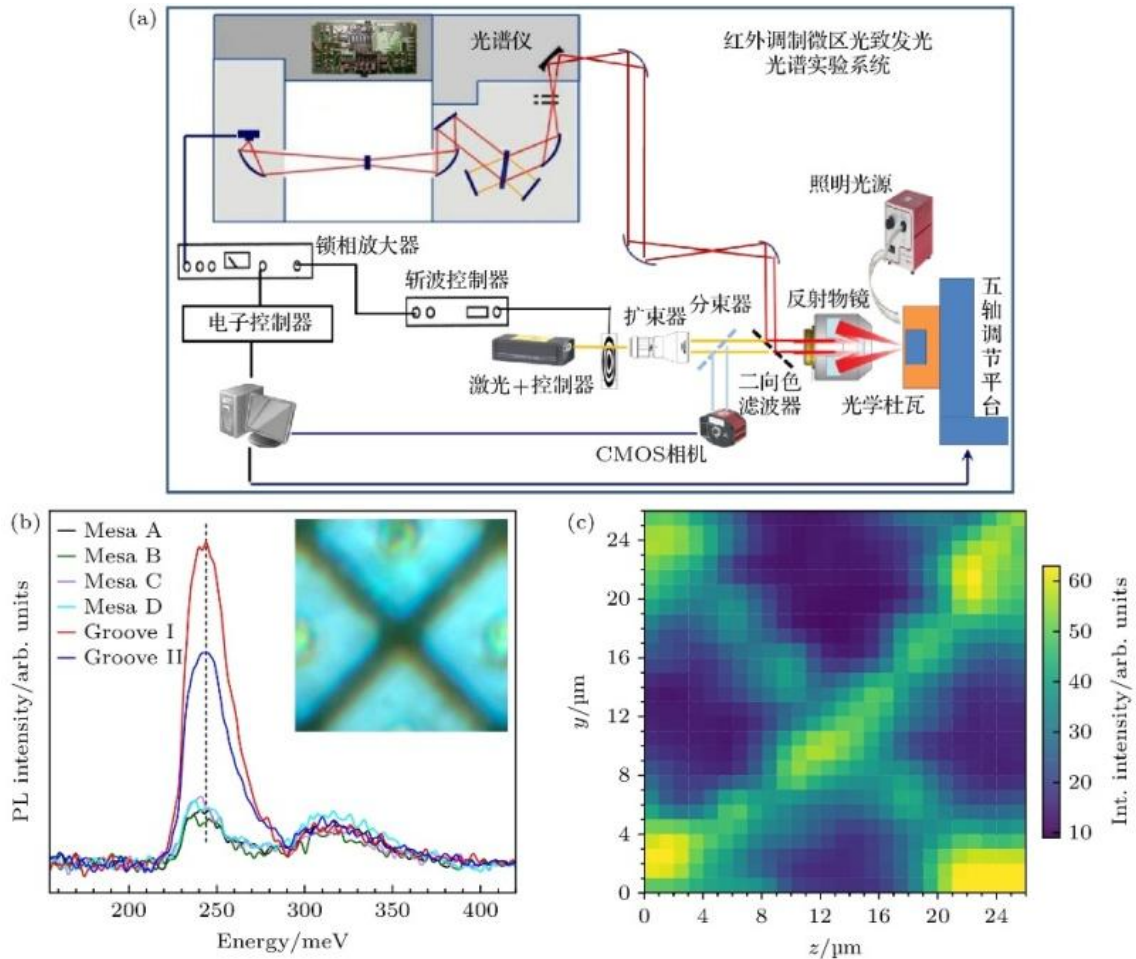 (a)
光谱仪
红外调制微区光致发光
光谱实验系统
照明光源
锁相放大器
斩波控制器
电子控制器
扩束器
分束器
反射物镜
五轴调节平台
激光+控制器
二向色
滤波器
光学杜瓦
CMOS相机
(b)
Mesa A
Mesa B
Mesa C
Mesa D
Groove I
Groove II
PL intensity/arb. units
200
250
300
350
400
Energy/meV
(c)
24
20
16
12
8
4
0
y/μm
0
4
8
12
16
20
24
z/μm
60
50
40
30
20
10
Int. intensity/arb. units